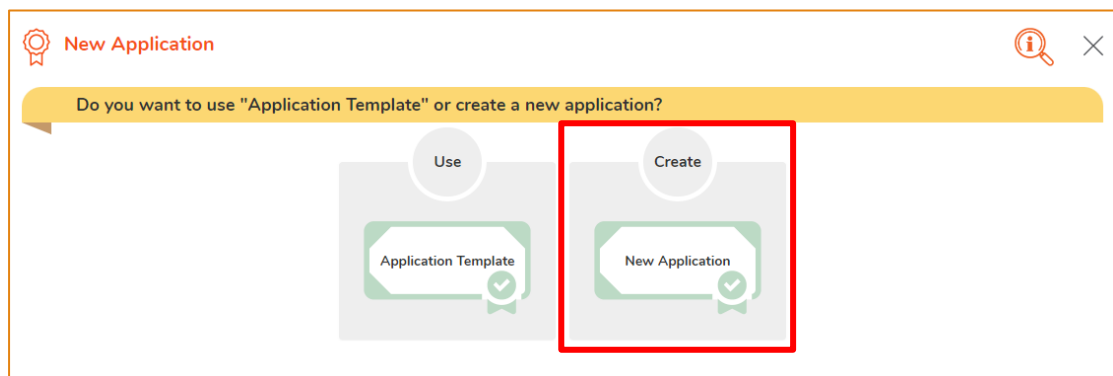 New Application
Do you want to use "Application Template" or create a new application?
Use
Create
Application Template
New Application